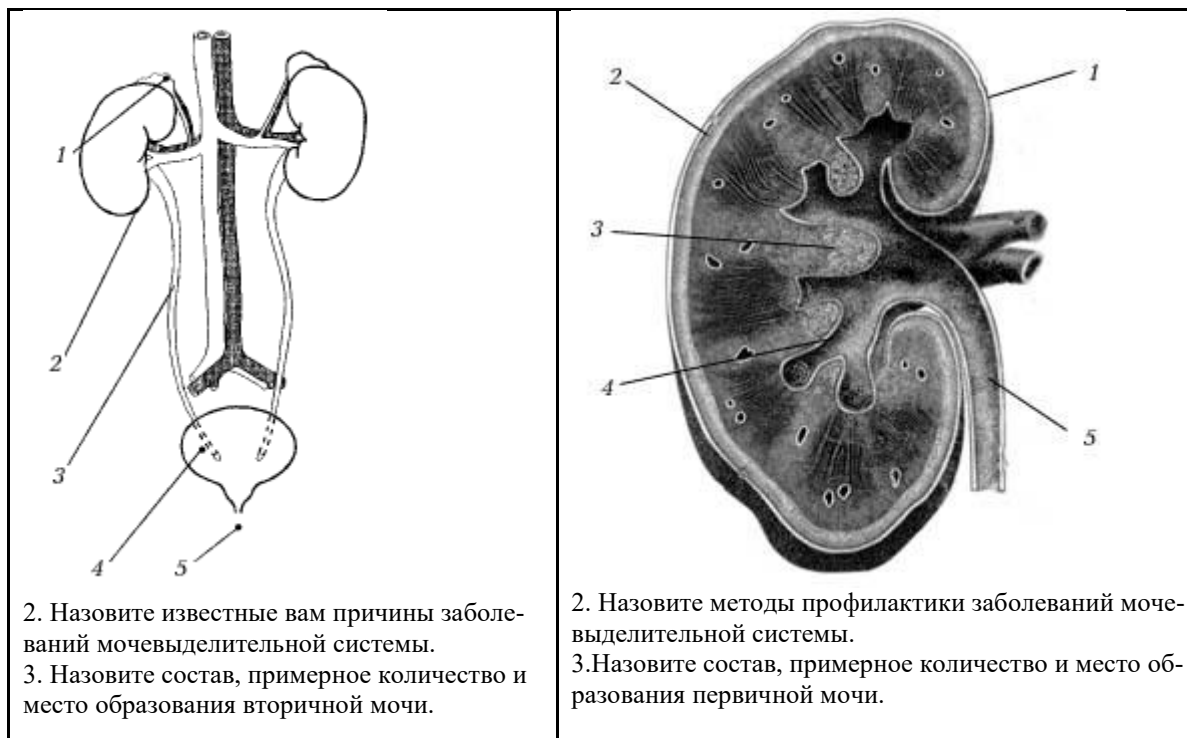 1
2
3
4
5
2. Назовите известные вам причины заболе-
ваний мочевыделительной системы.
3. Назовите состав, примерное количество и
место образования вторичной мочи.
2
1
3
4
5
2. Назовите методы профилактики заболеваний моче-
выделительной системы.
3.Назовите состав, примерное количество и место об-
разования первичной мочи.